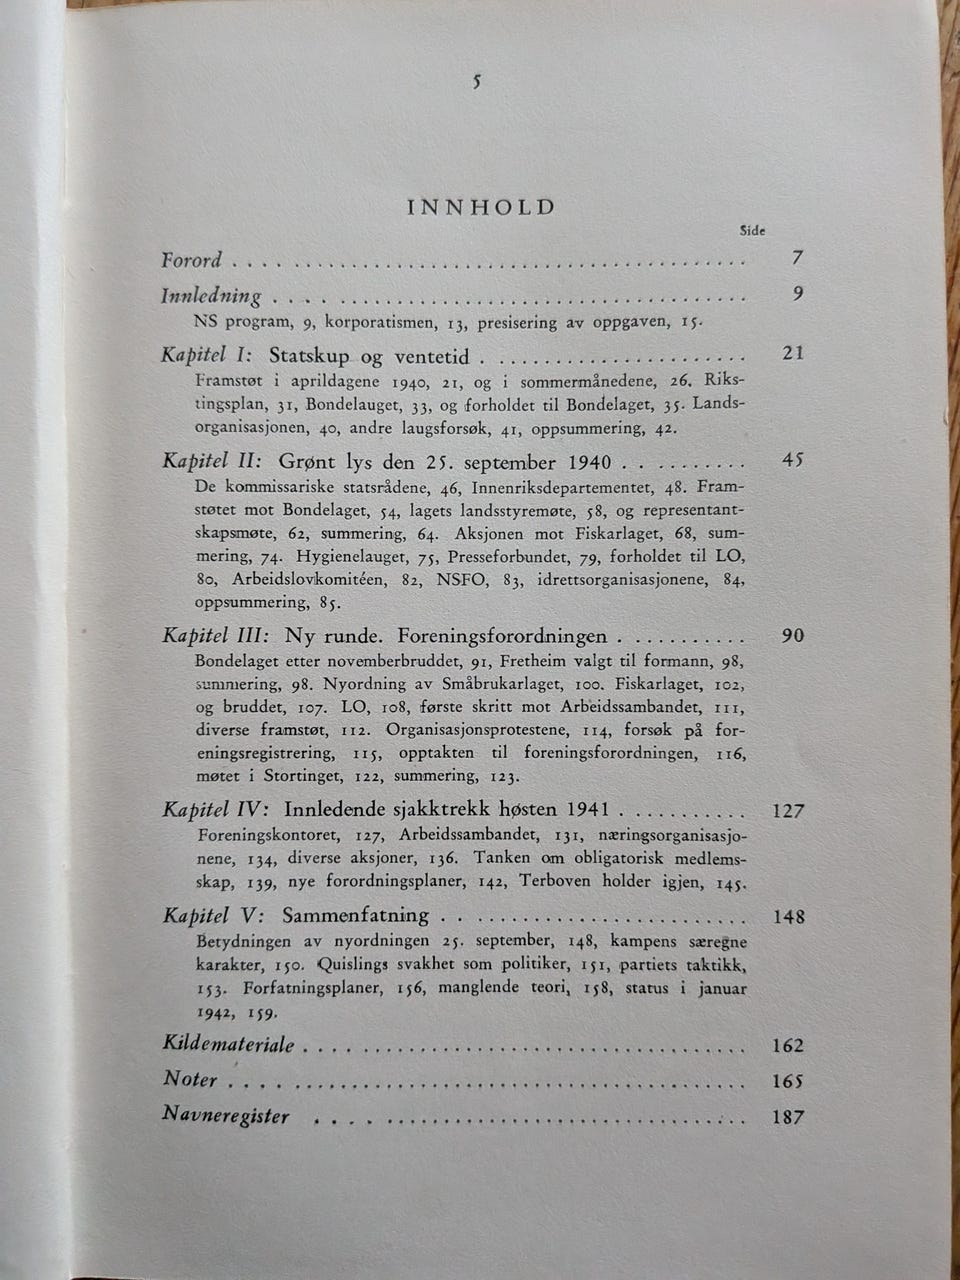 5
INNHOLD
Side
Forord . . . . . . . . . . . . . . . . . . . . . . . . . . . . . . . . . . . . . . . . 7
Innledning . . . . . . . . . . . . . . . . . . . . . . . . . . . . . . . . . . . . . 9
NS program, 9, korporatismen, 13, presisering av oppgaven, 15.
Kapitel I: Statskup og ventetid . . . . . . . . . . . . . . . . . . . . . . 21
Framstøt i aprildagene 1940, 21, og i sommermånedene, 26. Riks-
tingsplan, 31, Bondelauget, 33, og forholdet til Bondelaget, 35. Lands-
organisasjonen, 40, andre laugsforsøk, 41, oppsummering, 42.
Kapitel II: Grønt lys den 25. september 1940 . . . . . . . . . . 45
De kommissariske statsrådene, 46, Innenriksdepartementet, 48. Fram-
støtet mot Bondelaget, 54, lagets landsstyremøte, 58, og representant-
skapsmøte, 62, summering, 64. Aksjonen mot Fiskarlaget, 68, sum-
mering, 74. Hygienelauget, 75, Presseforbundet, 79, forholdet til LO,
80, Arbeidslovkomitéen, 82, NSFO, 83, idrettsorganisasjonene, 84,
oppsummering, 85.
Kapitel III: Ny runde. Foreningsforordningen . . . . . . . . . . . 90
Bondelaget etter novemberbruddet, 91, Fretheim valgt til formann, 98,
summering, 98. Nyordning av Småbrukarlaget, 100. Fiskarlaget, 102,
og bruddet, 107. LO, 108, første skritt mot Arbeidssambandet, 111,
diverse framstøt, 112. Organisasjonsprotestene, 114, forsøk på for-
eningsregistrering, 115, opptakten til foreningsforordningen, 116,
møtet i Stortinget, 122, summering, 123.
Kapitel IV: Innledende sjakktrekk høsten 1941 . . . . . . . . . . . 127
Foreningskontoret, 127, Arbeidssambandet, 131, næringsorganisasjo-
nene, 134, diverse aksjoner, 136. Tanken om obligatorisk medlems-
skap, 139, nye forordningsplaner, 142, Terboven holder igjen, 145.
Kapitel V: Sammenfatning . . . . . . . . . . . . . . . . . . . . . . . . 148
Betydningen av nyordningen 25. september, 148, kampens særegne
karakter, 150. Quislings svakhet som politiker, 151, partiets taktikk,
153. Forfatningsplaner, 156, manglende teori, 158, status i januar
1942, 159.
Kildemateriale . . . . . . . . . . . . . . . . . . . . . . . . . . . . . . . . . . 162
Noter . . . . . . . . . . . . . . . . . . . . . . . . . . . . . . . . . . . . . . . . 165
Navneregister . . . . . . . . . . . . . . . . . . . . . . . . . . . . . . . . . . 187